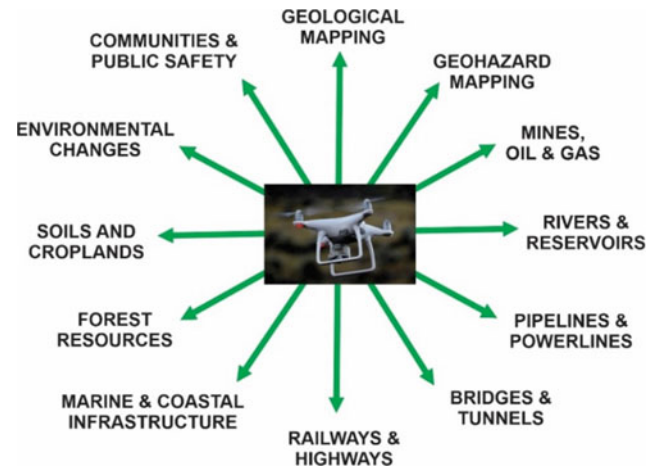 GEOLOGICAL
MAPPING
GEOHAZARD
MAPPING
MINES,
OIL & GAS
RIVERS &
RESERVOIRS
PIPELINES &
POWERLINES
BRIDGES &
TUNNELS
RAILWAYS &
HIGHWAYS
MARINE & COASTAL
INFRASTRUCTURE
FOREST
RESOURCES
SOILS AND
CROPLANDS
ENVIRONMENTAL
CHANGES
COMMUNITIES &
PUBLIC SAFETY